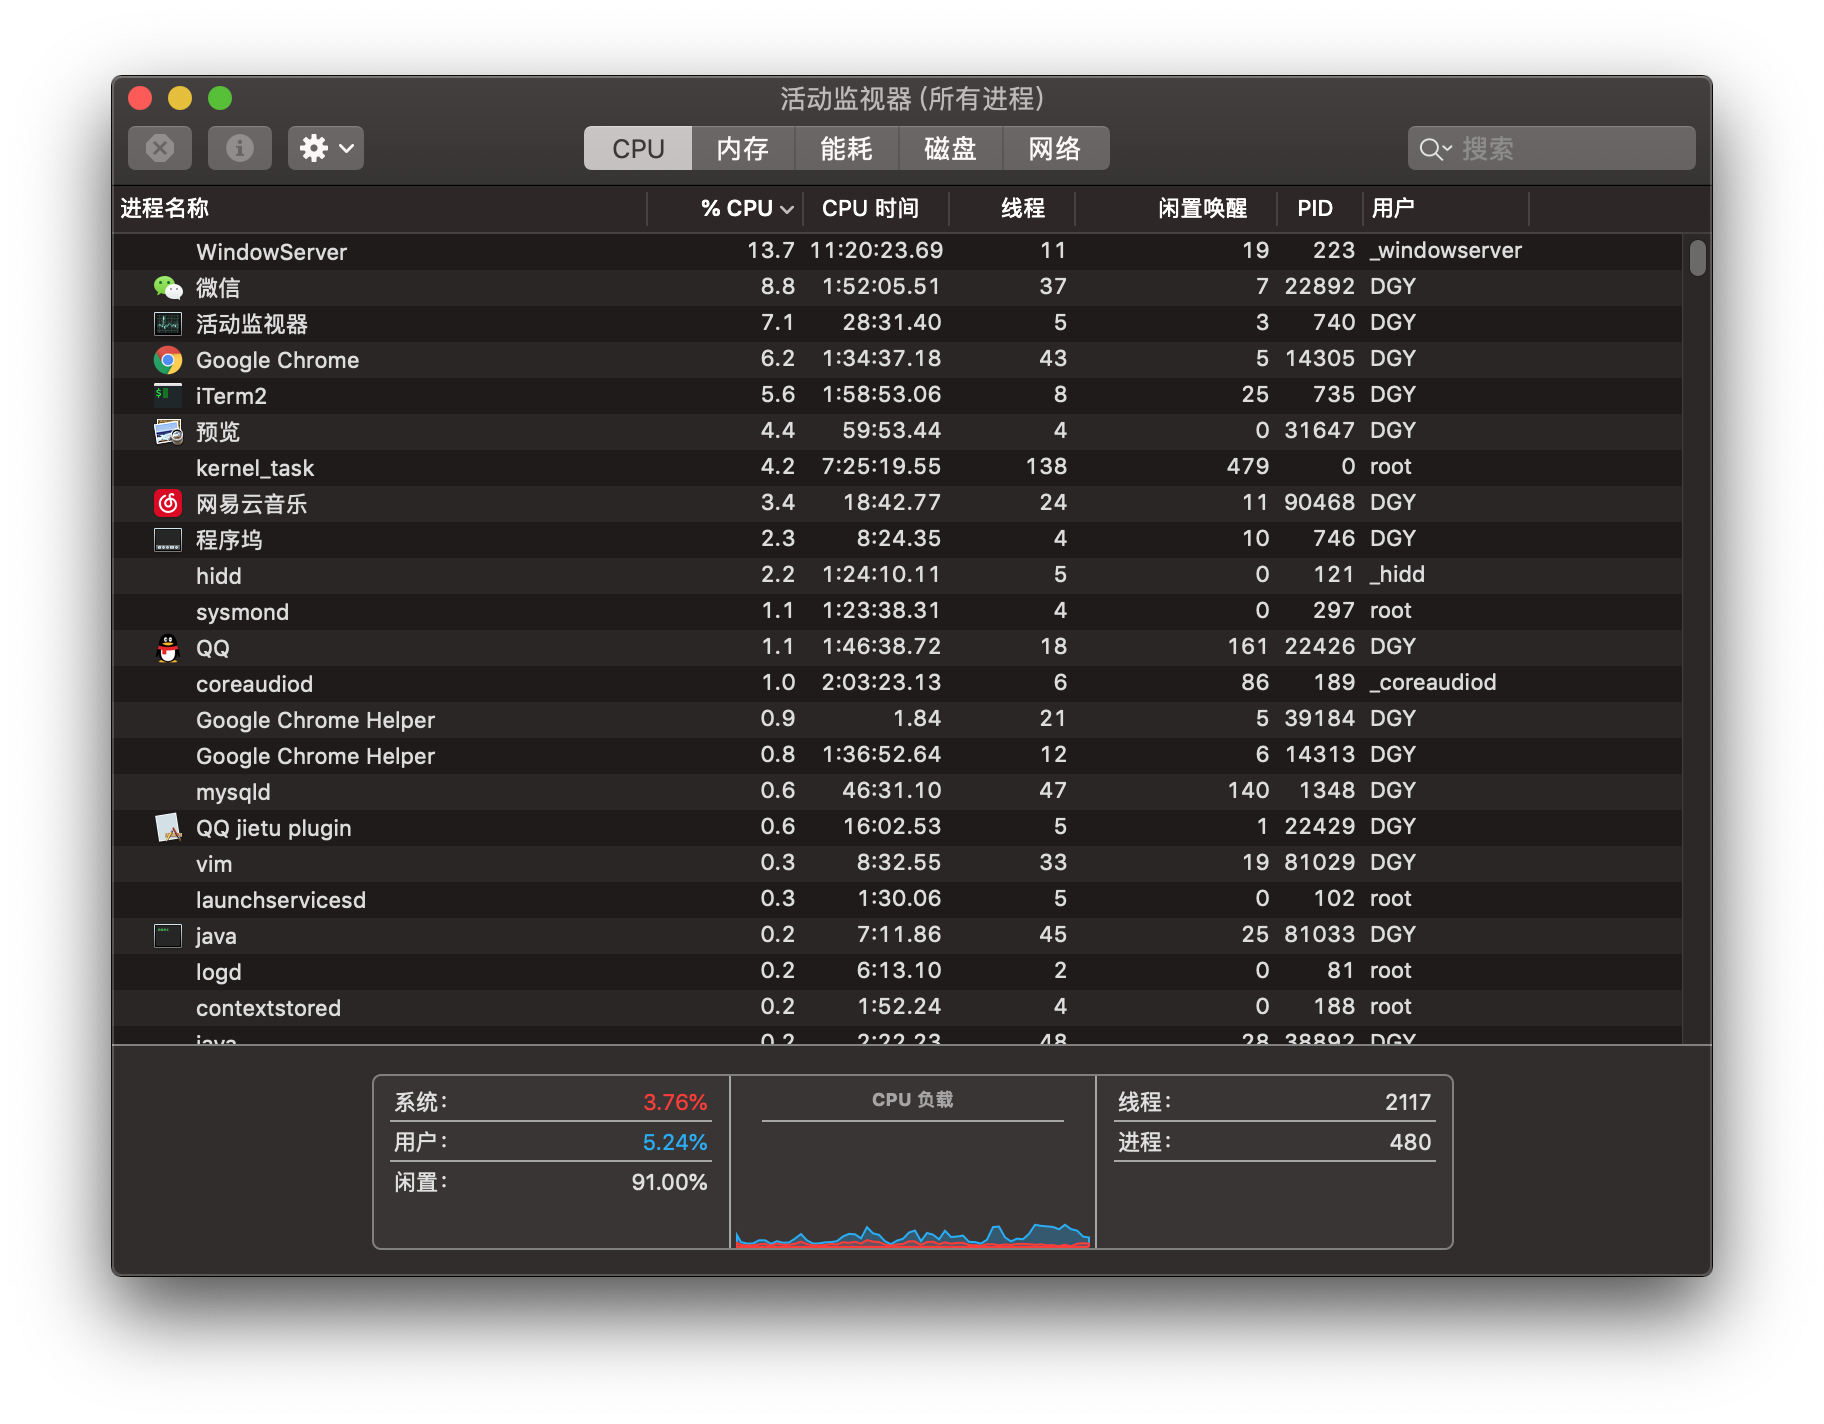 活动监视器 (所有进程)
CPU 内存 能耗 磁盘 网络 搜索
进程名称 % CPU CPU 时间 线程 闲置唤醒 PID 用户
WindowServer 13.7 11:20:23.69 11 19 223 _windowserver
微信 8.8 1:52:05.51 37 7 22892 DGY
活动监视器 7.1 28:31.40 5 3 740 DGY
Google Chrome 6.2 1:34:37.18 43 5 14305 DGY
iTerm2 5.6 1:58:53.06 8 25 735 DGY
预览 4.4 59:53.44 4 0 31647 DGY
kernel_task 4.2 7:25:19.55 138 479 0 root
网易云音乐 3.4 18:42.77 24 11 90468 DGY
程序坞 2.3 8:24.35 4 10 746 DGY
hidd 2.2 1:24:10.11 5 0 121 _hidd
sysmond 1.1 1:23:38.31 4 0 297 root
QQ 1.1 1:46:38.72 18 161 22426 DGY
coreaudiod 1.0 2:03:23.13 6 86 189 _coreaudiod
Google Chrome Helper 0.9 1.84 21 5 39184 DGY
Google Chrome Helper 0.8 1:36:52.64 12 6 14313 DGY
mysqld 0.6 46:31.10 47 140 1348 DGY
QQ jietu plugin 0.6 16:02.53 5 1 22429 DGY
vim 0.3 8:32.55 33 19 81029 DGY
launchservicesd 0.3 1:30.06 5 0 102 root
java 0.2 7:11.86 45 25 81033 DGY
logd 0.2 6:13.10 2 0 81 root
contextstored 0.2 1:52.24 4 0 188 root
java 0.2 2:22.23 48 28 38892 DGY
系统: 3.76%
用户: 5.24%
闲置: 91.00%
CPU 负载
线程: 2117
进程: 480